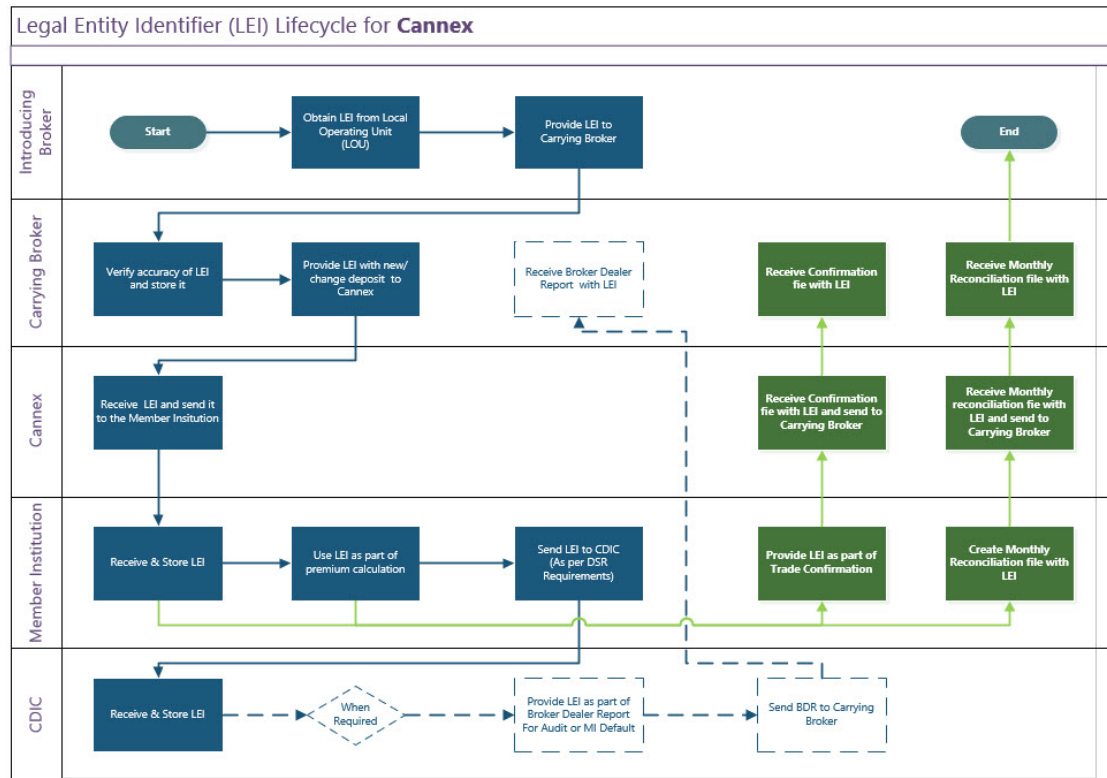 Legal Entity Identifier (LEI) Lifecycle for Cannex
Introducing
Broker
Start
Obtain LEI from Local
Operating Unit
(LOU)
Provide LEI to
Carrying Broker
End
Carrying Broker
Verify accuracy of LEI
and store it
Provide LEI with new/
change deposit to
Cannex
Receive Broker Dealer
Report with LEI
Receive Confirmation
fie with LEI
Receive Monthly
Reconciliation file with
LEI
Cannex
Receive LEI and send it
to the Member Insitution
Receive Confirmation
fie with LEI and send to
Carrying Broker
Receive Monthly
reconciliation fie with
LEI and send to
Carrying Broker
Member Institution
Receive & Store LEI
Use LEI as part of
premium calculation
Send LEI to CDIC
(As per DSR
Requirements)
Provide LEI as part of
Trade Confirmation
Create Monthly
Reconciliation file with
LEI
CDIC
Receive & Store LEI
When
Required
Provide LEI as part of
Broker Dealer Report
For Audit or MI Default
Send BDR to Carrying
Broker